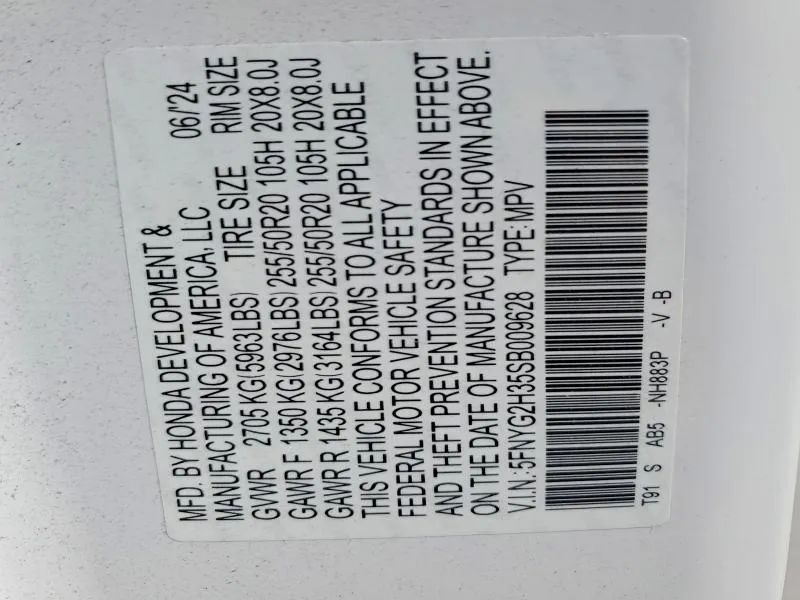 MFD. BY HONDA DEVELOPMENT &
MANUFACTURING OF AMERICA, LLC 06/'24
GVWR 2705 KG(5963LBS) TIRE SIZE RIM SIZE
GAWR F 1350 KG(2976LBS) 255/50R20 105H 20X8.0J
GAWR R 1435 KG(3164LBS) 255/50R20 105H 20X8.0J
THIS VEHICLE CONFORMS TO ALL APPLICABLE
FEDERAL MOTOR VEHICLE SAFETY
AND THEFT PREVENTION STANDARDS IN EFFECT
ON THE DATE OF MANUFACTURE SHOWN ABOVE.
V.I.N.:5FNYG2H35SB009628 TYPE:MPV
T91 S AB5 -NH883P -V -B